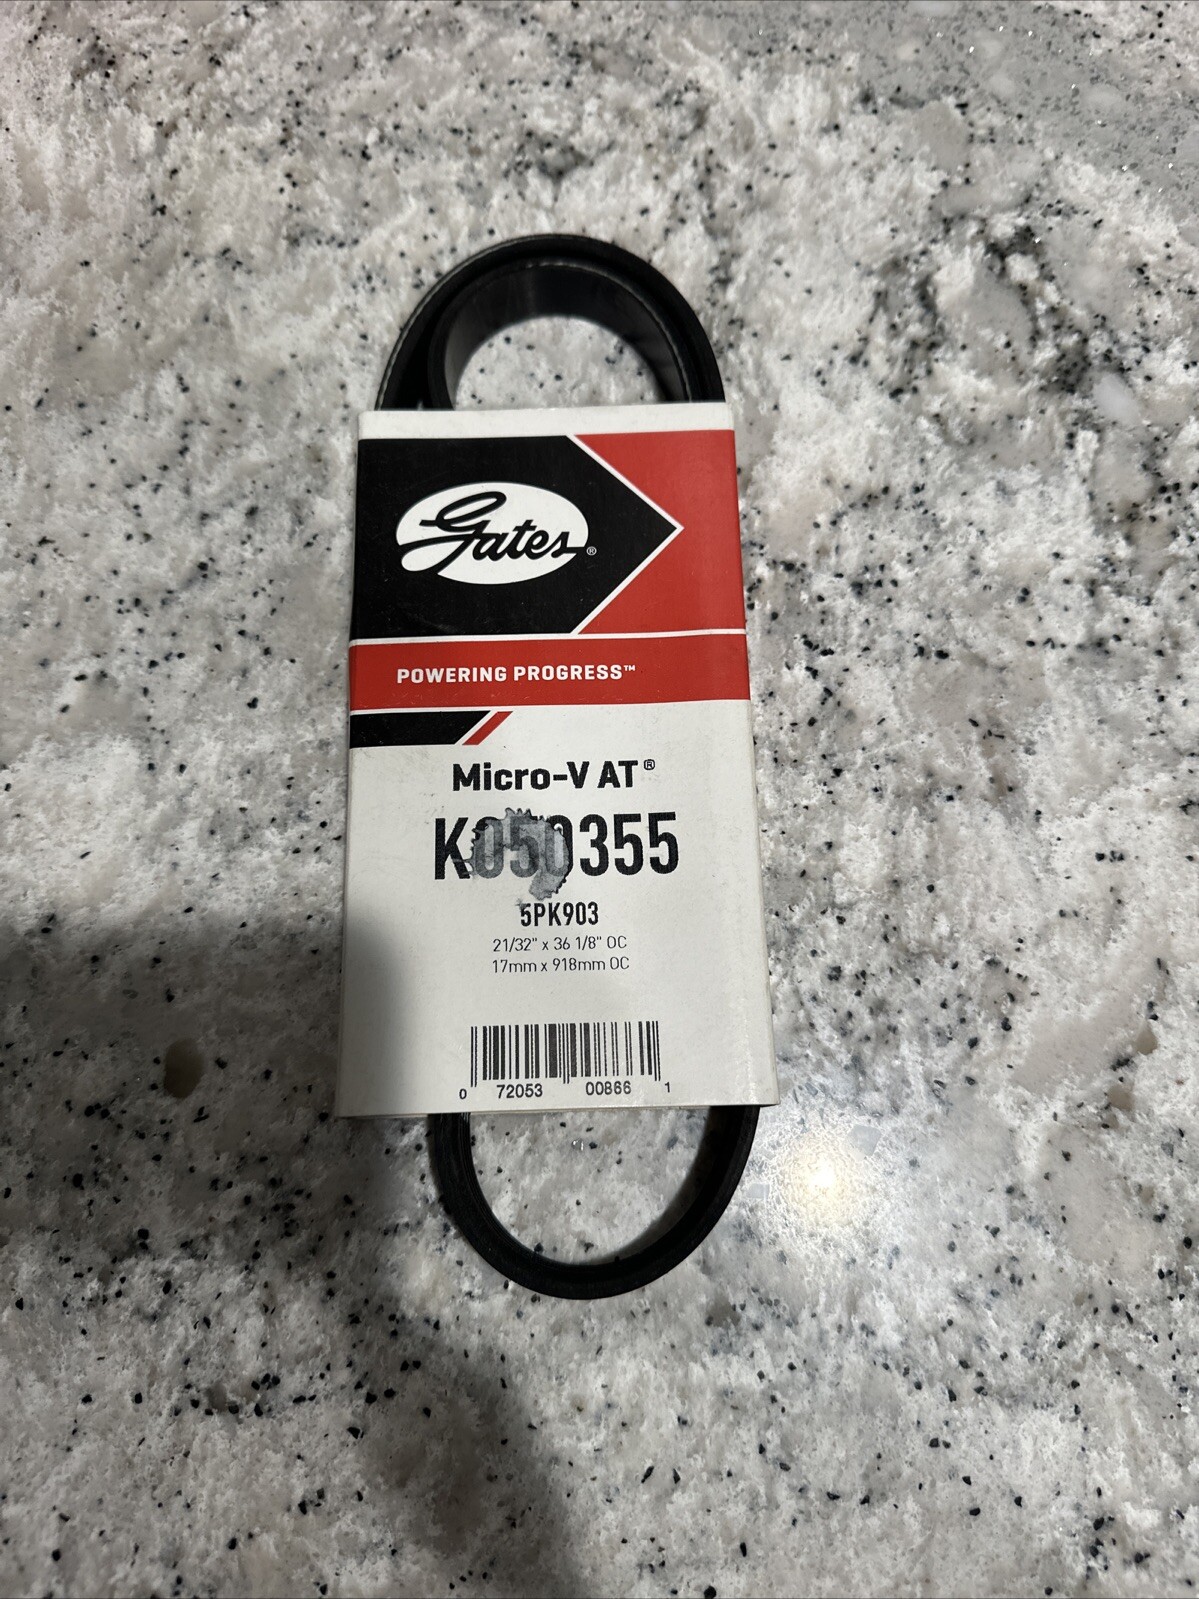 Gates®
POWERING PROGRESS™
Micro-V AT®
K050355
5PK903
21/32" x 36 1/8" OC
17mm x 918mm OC
0 72053 00866 1